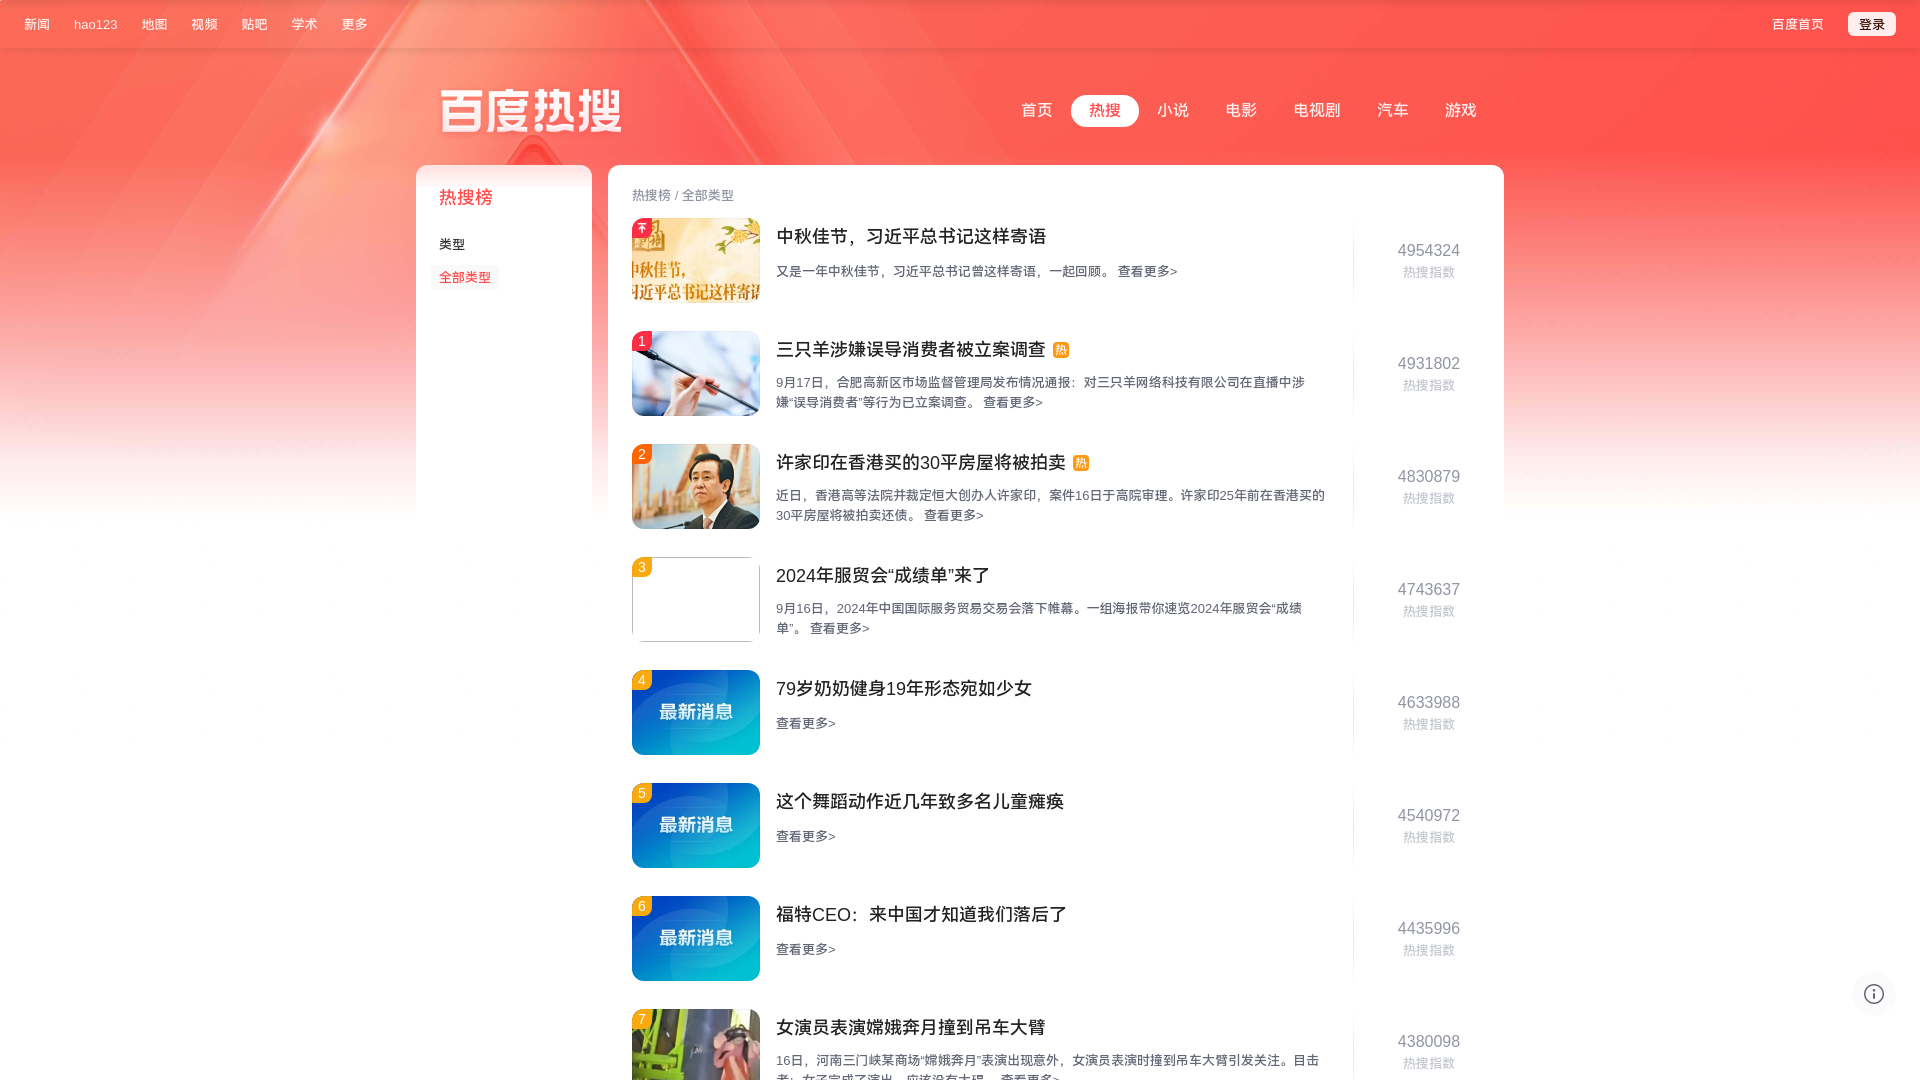 新闻 hao123 地图 视频 贴吧 学术 更多 百度首页 登录
百度热搜
首页 热搜 小说 电影 电视剧 汽车 游戏
热搜榜
类型
全部类型
热搜榜 / 全部类型
中秋佳节,
习近平总书记这样寄语
中秋佳节，习近平总书记这样寄语
又是一年中秋佳节，习近平总书记曾这样寄语，一起回顾。 查看更多>
4954324
热搜指数
1
三只羊涉嫌误导消费者被立案调查 热
9月17日，合肥高新区市场监督管理局发布情况通报：对三只羊网络科技有限公司在直播中涉
嫌“误导消费者”等行为已立案调查。 查看更多>
4931802
热搜指数
2
许家印在香港买的30平房屋将被拍卖 热
近日，香港高等法院并裁定恒大创办人许家印，案件16日于高院审理。许家印25年前在香港买的
30平房屋将被拍卖还债。 查看更多>
4830879
热搜指数
3
2024年服贸会“成绩单”来了
9月16日，2024年中国国际服务贸易交易会落下帷幕。一组海报带你速览2024年服贸会“成绩
单”。 查看更多>
4743637
热搜指数
4
最新消息
79岁奶奶健身19年形态宛如少女
查看更多>
4633988
热搜指数
5
最新消息
这个舞蹈动作近几年致多名儿童瘫痪
查看更多>
4540972
热搜指数
6
最新消息
福特CEO：来中国才知道我们落后了
查看更多>
4435996
热搜指数
7
女演员表演嫦娥奔月撞到吊车大臂
16日，河南三门峡某商场“嫦娥奔月”表演出现意外，女演员表演时撞到吊车大臂引发关注。目击
者：女子完成了演出，应该没有大碍。 查看更多>
4380098
热搜指数